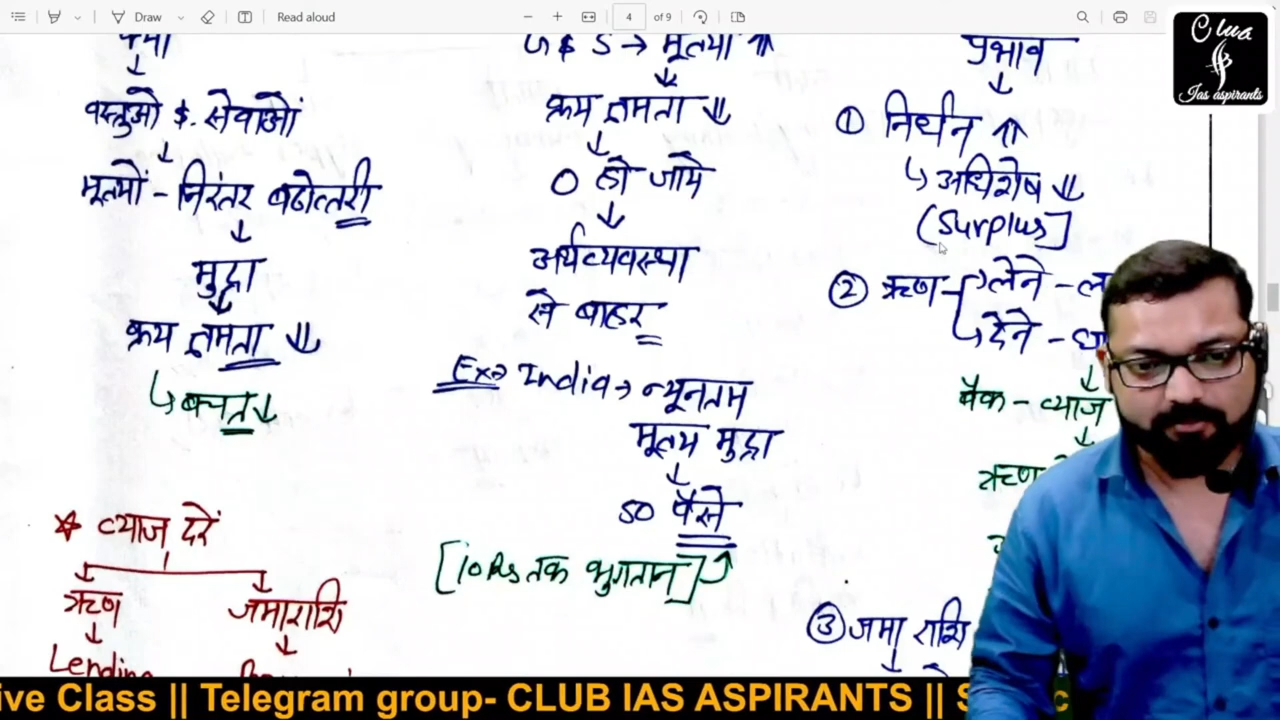 Draw
Read aloud
4 of 9
Club
Ias aspirants
क्या
वस्तुओ $. सेवाओं
मूल्यों - निरंतर बढोत्तरी
मुद्रा
क्रय क्षमता
बचत
* ब्याज दरें
ऋण
जमाराशि
Lending
G $ S → मूल्यों
क्रय क्षमता
0 हो जाये
अर्थव्यवस्था
से बाहर
Ex→ India → न्यूनतम
मूल्य मुद्रा
50 पैसे
[10 Rs तक भुगतान]
प्रभाव
① निर्धन
अधिशेष
(Surplus]
② ऋण
लेने -
देने -
बैंक - ब्याज
ऋण
③ जमा राशि
ive Class || Telegram group- CLUB IAS ASPIRANTS || S
c